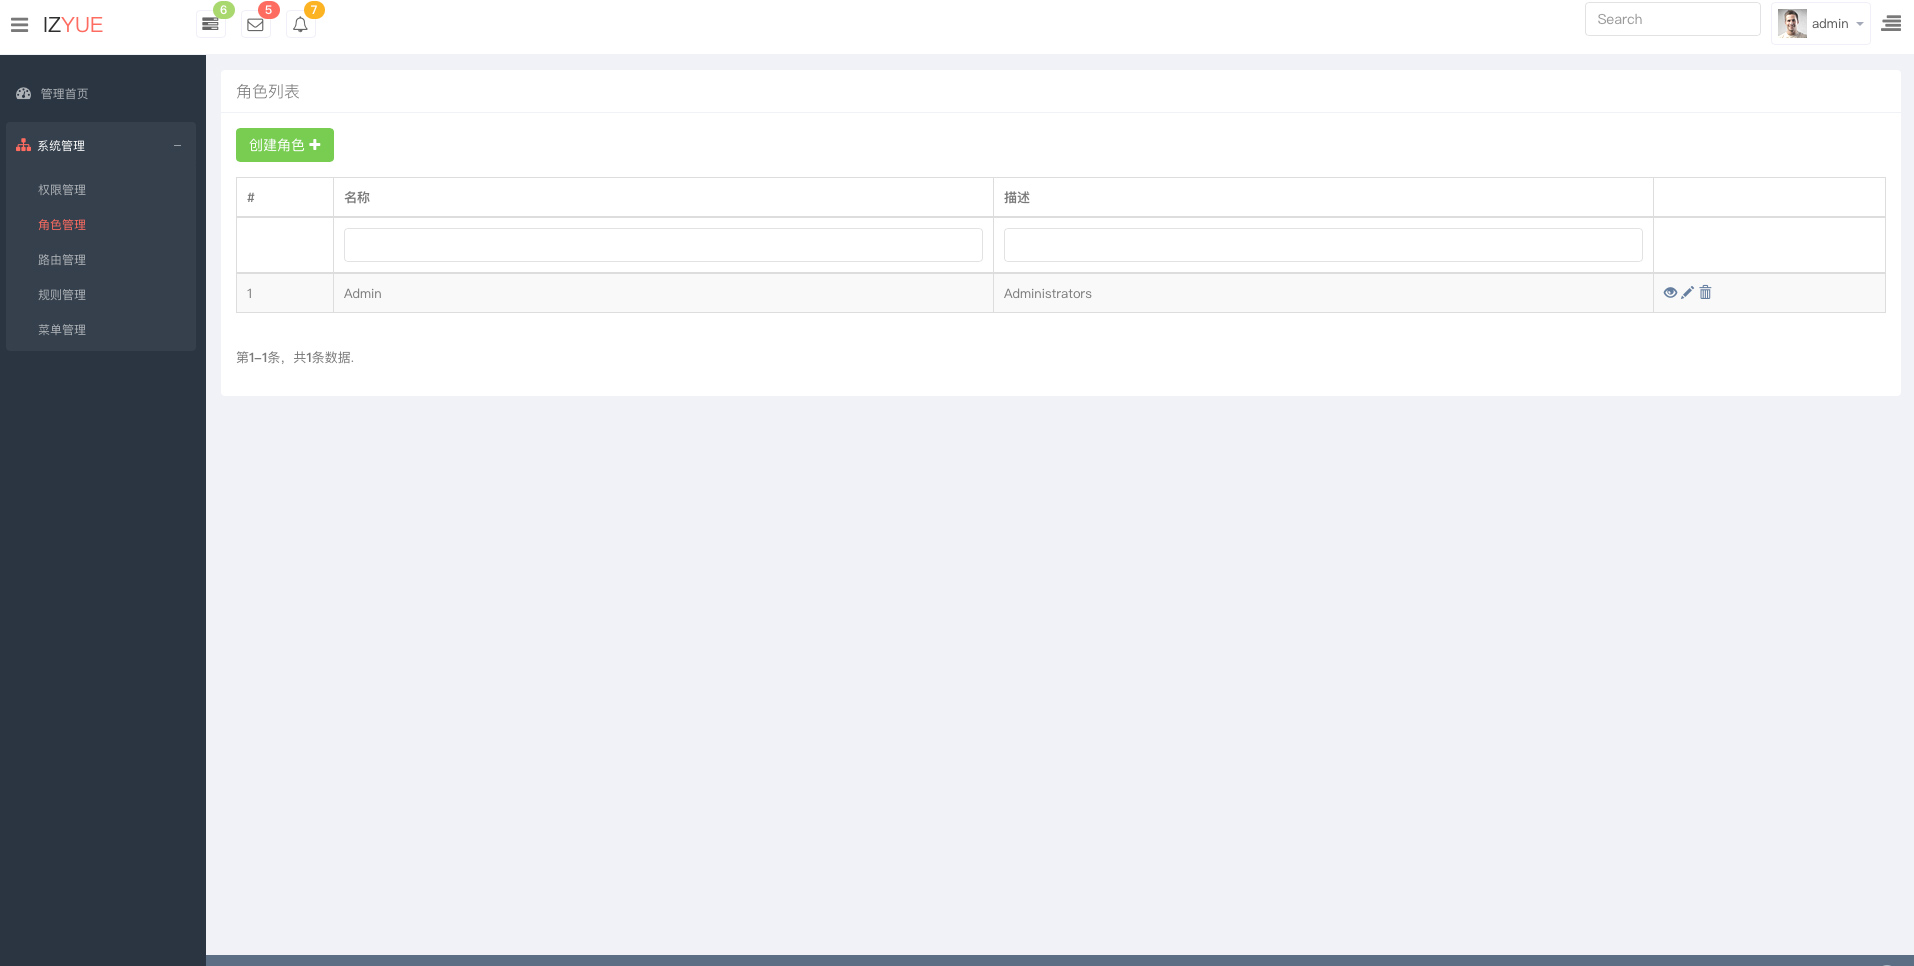 IZYUE
6
5
7
Search
admin
管理首页
系统管理
权限管理
角色管理
路由管理
规则管理
菜单管理
角色列表
创建角色
# 名称 描述
1 Admin Administrators
第1-1条，共1条数据.